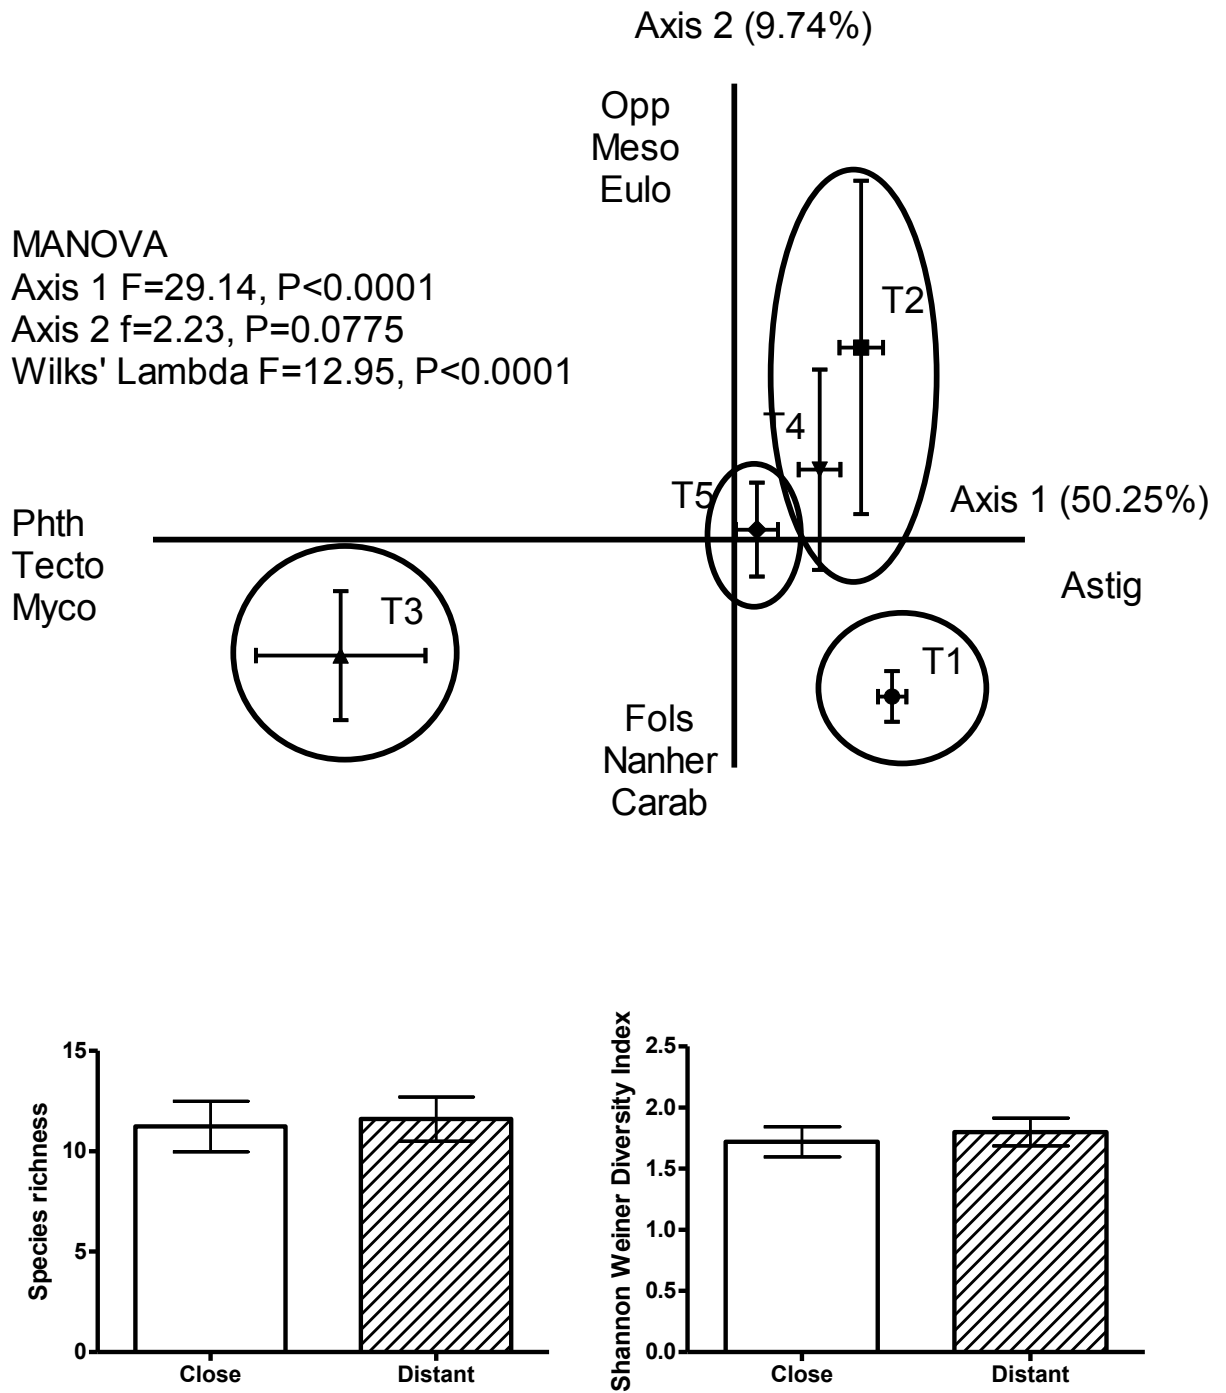 Axis 2 (9.74%)
Opp
Meso
Eulo
MANOVA
Axis 1 F=29.14, P<0.0001
Axis 2 f=2.23, P=0.0775
Wilks' Lambda F=12.95, P<0.0001
T2
T4
T5
Axis 1 (50.25%)
Phth
Tecto
Myco
Astig
T3
T1
Fols
Nanher
Carab
Species richness
15
10
5
0
Close
Distant
Shannon Weiner Diversity Index
2.5
2.0
1.5
1.0
0.5
0.0
Close
Distant